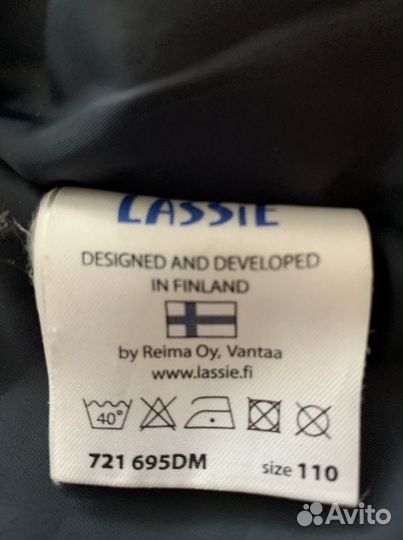 LASSIE
DESIGNED AND DEVELOPED
IN FINLAND
by Reima Oy, Vantaa
www.lassie.fi
40°
721 695DM size 110
Avito